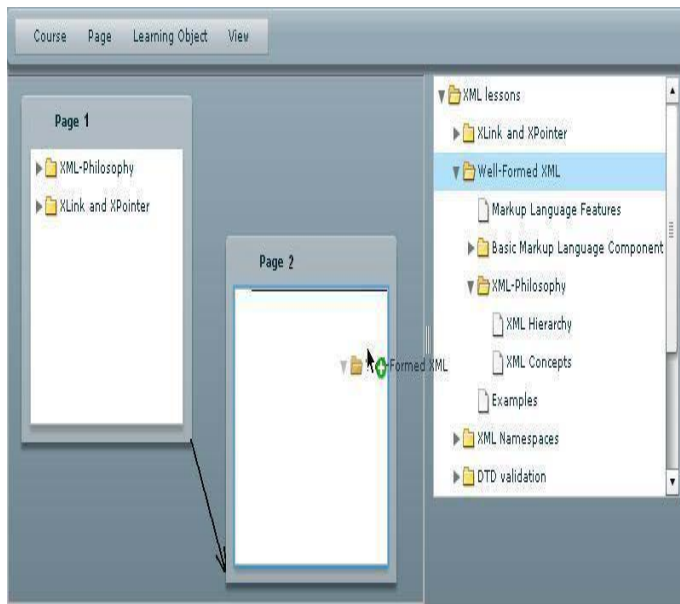 Course Page Learning Object View
Page 1
XML-Philosophy
XLink and XPointer
Page 2
-Formed XML
XML lessons
XLink and XPointer
Well-Formed XML
Markup Language Features
Basic Markup Language Component
XML-Philosophy
XML Hierarchy
XML Concepts
Examples
XML Namespaces
DTD validation